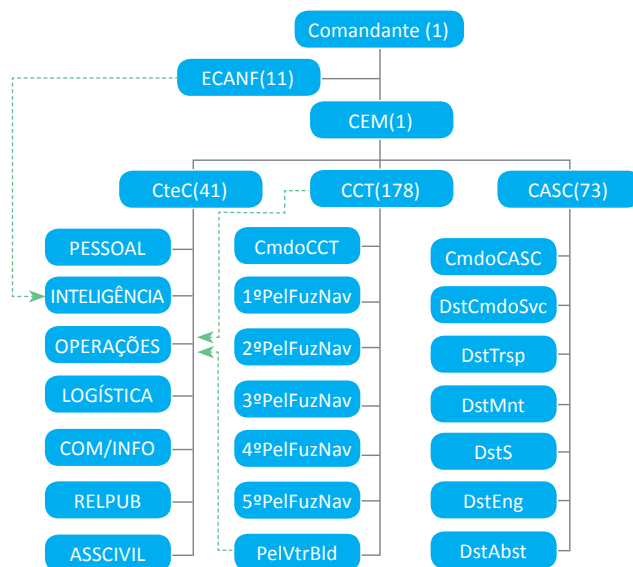 Comandante (1)
ECANF(11)
CEM(1)
CteC(41)
PESSOAL
INTELIGÊNCIA
OPERAÇÕES
LOGÍSTICA
COM/INFO
RELPUB
ASSCIVIL
CCT(178)
CmdoCCT
1ºPelFuzNav
2ºPelFuzNav
3ºPelFuzNav
4ºPelFuzNav
5ºPelFuzNav
PelVtrBld
CASC(73)
CmdoCASC
DstCmdoSvc
DstTrsp
DstMnt
DstS
DstEng
DstAbst